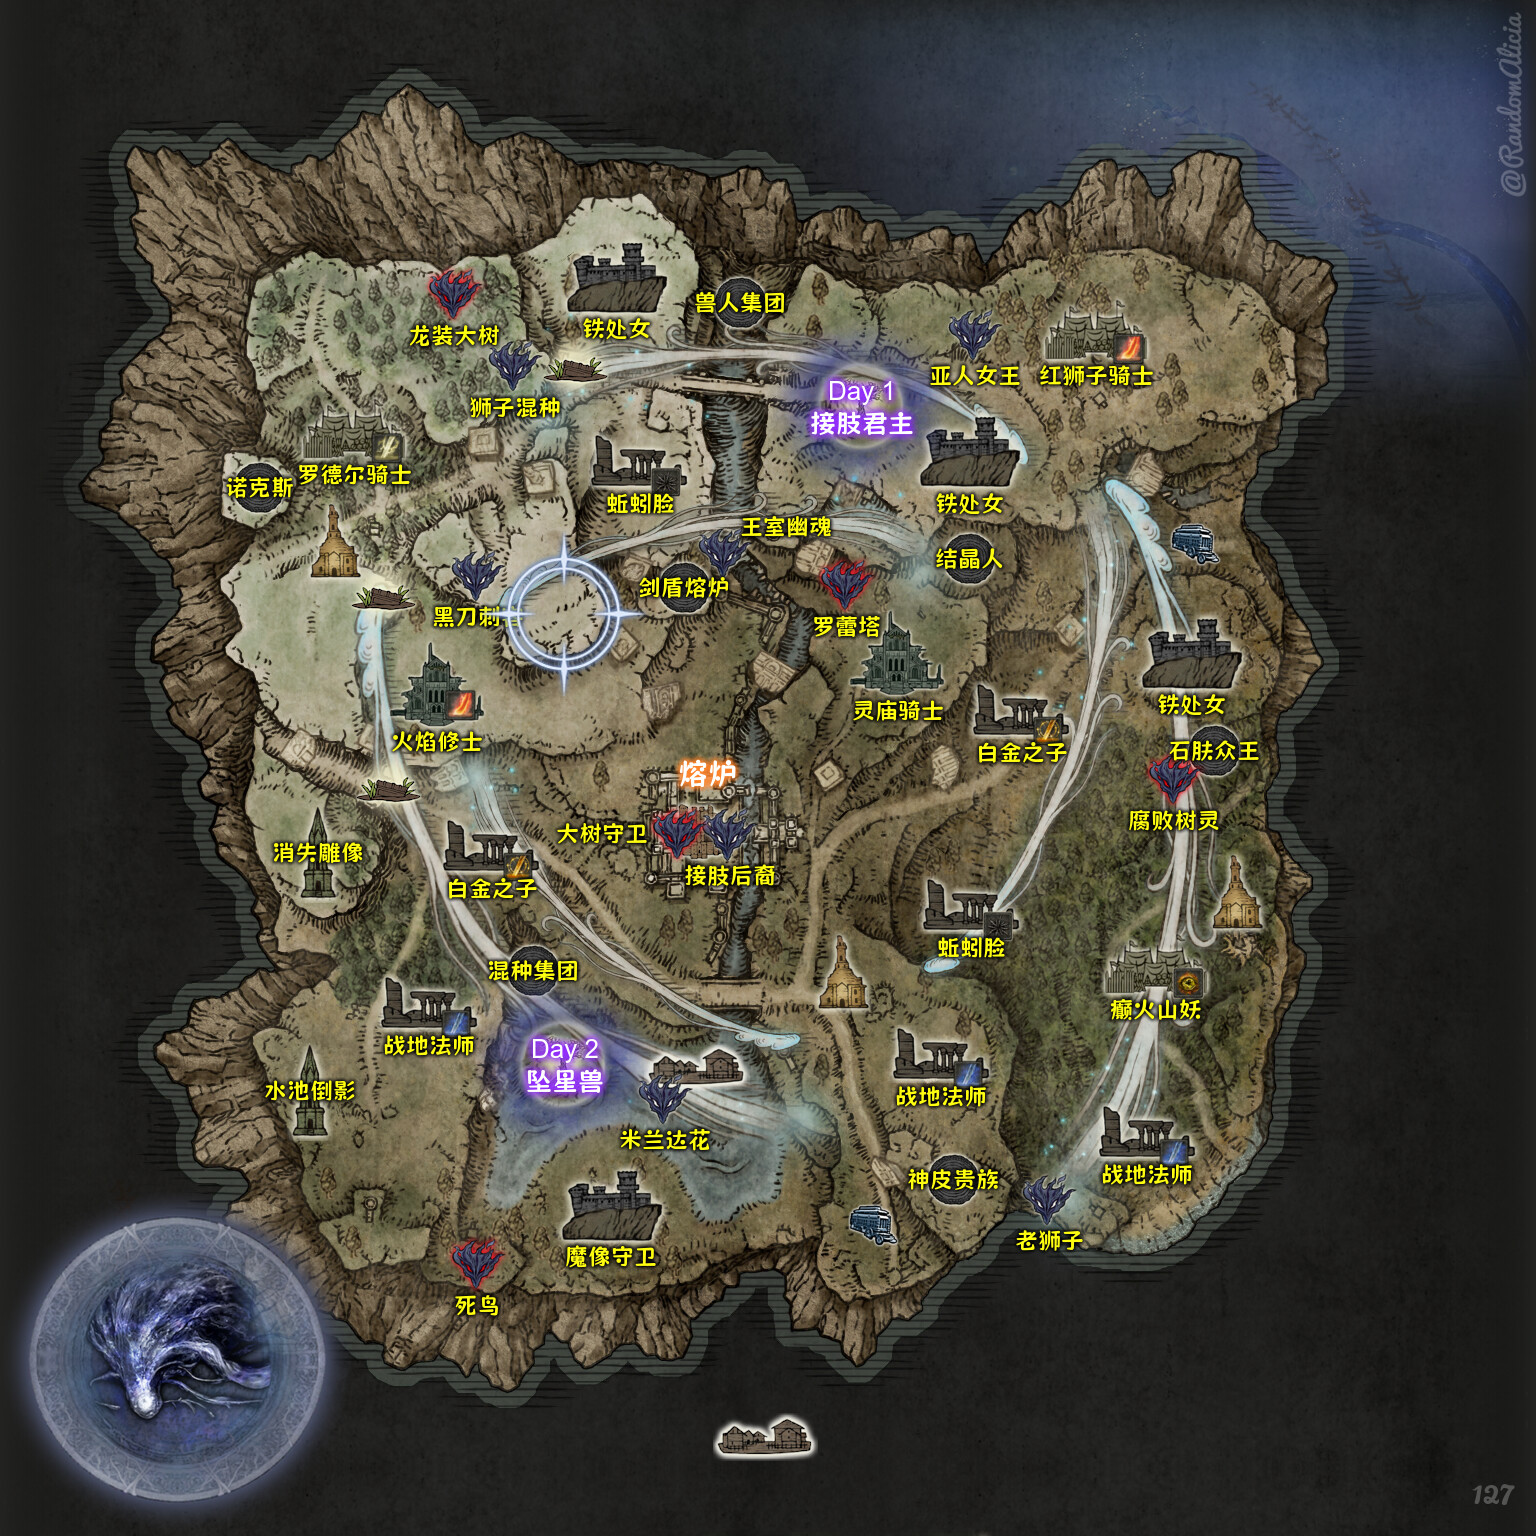 @RandomAlicia
龙装大树
铁处女
兽人集团
狮子混种
亚人女王
红狮子骑士
Day 1
接肢君主
诺克斯
罗德尔骑士
蚯蚓脸
铁处女
王室幽魂
结晶人
剑盾熔炉
黑刀刺
罗蕾塔
灵庙骑士
铁处女
火焰修士
白金之子
石肤众王
熔炉
大树守卫
接肢后裔
腐败树灵
消失雕像
白金之子
蚯蚓脸
混种集团
癫火山妖
战地法师
Day 2
坠星兽
水池倒影
战地法师
米兰达花
神皮贵族
战地法师
老狮子
魔像守卫
死鸟
127